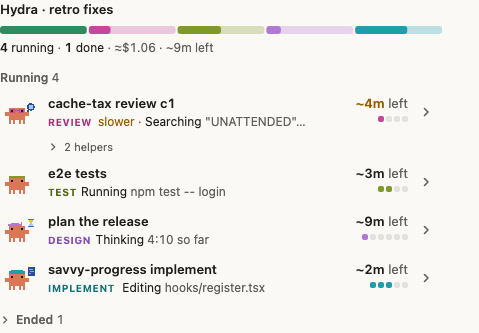 Hydra · retro fixes
4 running · 1 done · ≈$1.06 · ~9m left
Running 4
cache-tax review c1
~4m left
REVIEW slower · Searching "UNATTENDED"...
2 helpers
e2e tests
~3m left
TEST Running npm test -- login
plan the release
~9m left
DESIGN Thinking 4:10 so far
savvy-progress implement
~2m left
IMPLEMENT Editing hooks/register.tsx
Ended 1